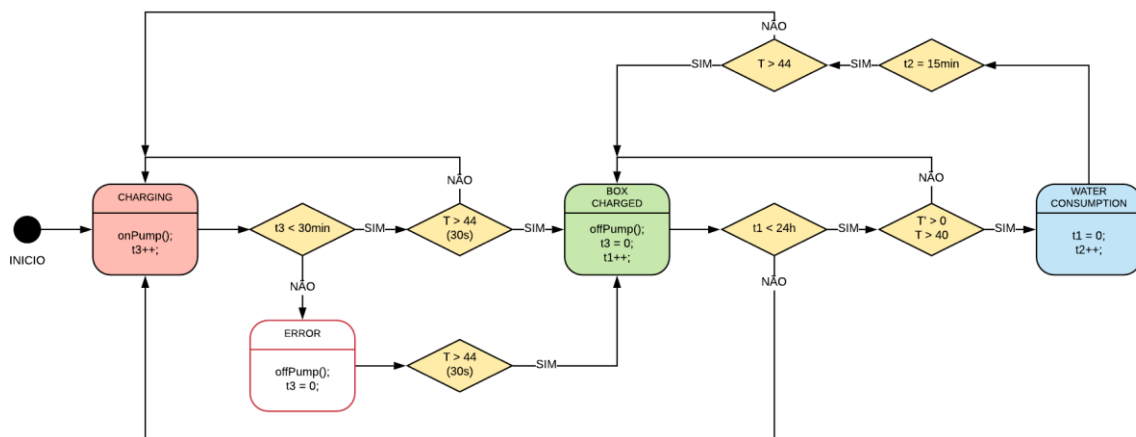 NÃO
SIM
T > 44
SIM
t2 = 15min
NÃO
NÃO
CHARGING
onPump();
t3++;
t3 < 30min
SIM
T > 44
(30s)
SIM
BOX
CHARGED
offPump();
t3 = 0;
t1++;
t1 < 24h
SIM
T' > 0
T > 40
SIM
WATER
CONSUMPTION
t1 = 0;
t2++;
INICIO
NÃO
NÃO
ERROR
offPump();
t3 = 0;
T > 44
(30s)
SIM